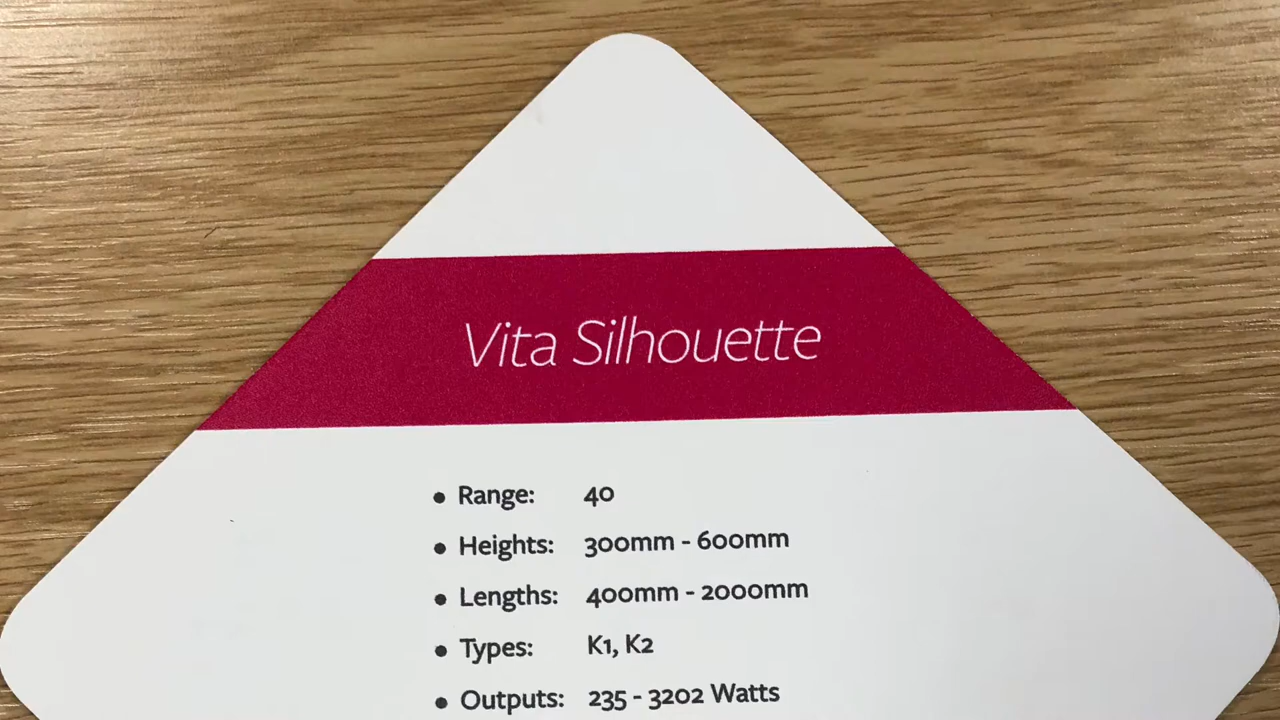 Vita Silhouette
• Range: 40
• Heights: 300mm - 600mm
• Lengths: 400mm - 2000mm
• Types: K1, K2
• Outputs: 235 - 3202 Watts